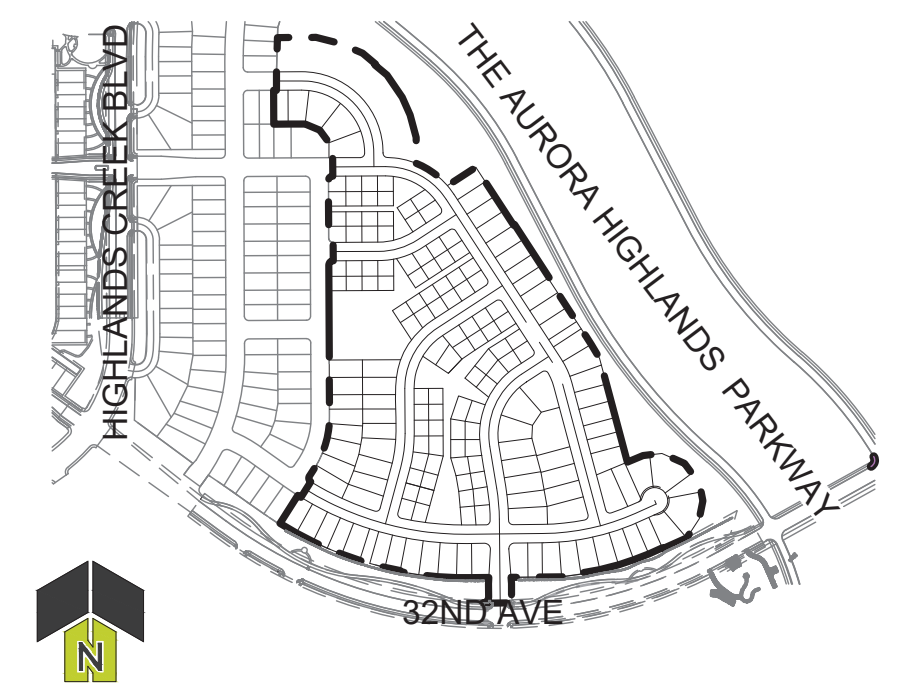 HIGHLANDS CREEK BLVD
THE AURORA HIGHLANDS PARKWAY
32ND AVE
N